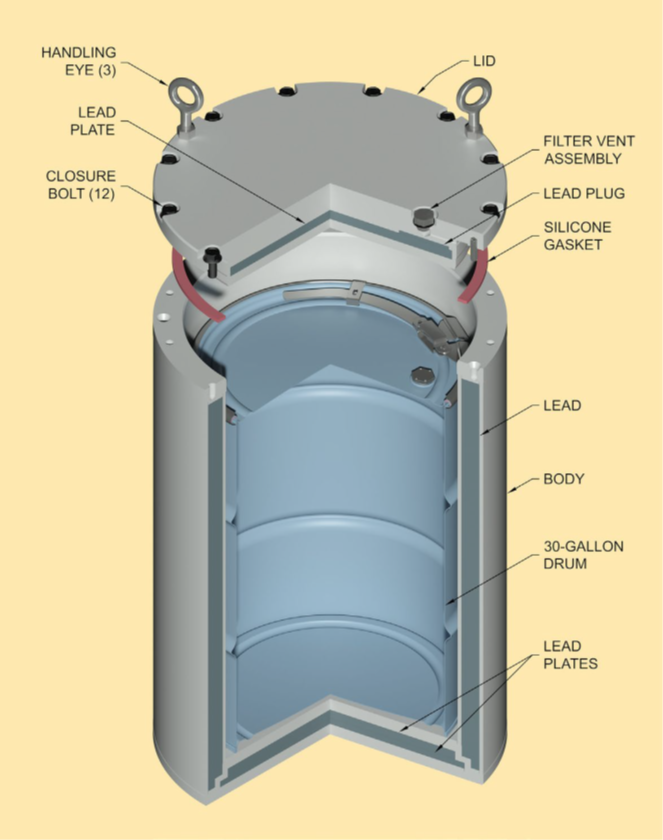 HANDLING
EYE (3)
LID
LEAD
PLATE
FILTER VENT
ASSEMBLY
CLOSURE
BOLT (12)
LEAD PLUG
SILICONE
GASKET
LEAD
BODY
30-GALLON
DRUM
LEAD
PLATES